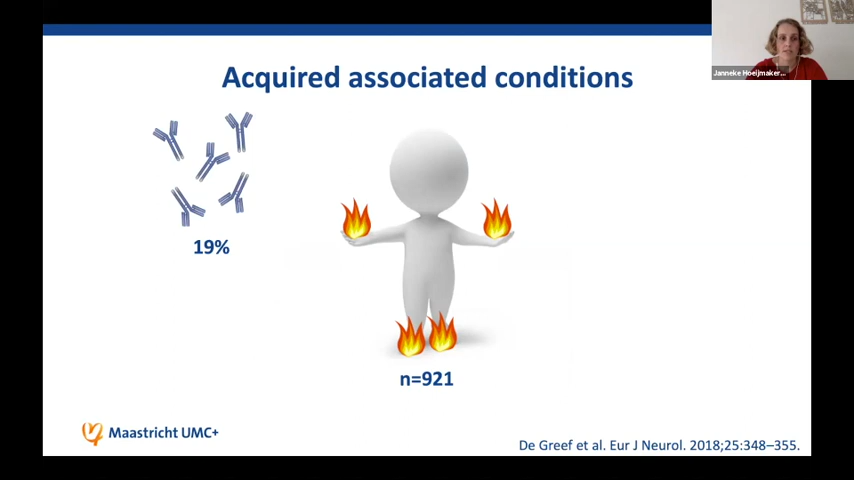 Janneke Hoeijmaker...
Acquired associated conditions
19%
n=921
Maastricht UMC+
De Greef et al. Eur J Neurol. 2018;25:348–355.